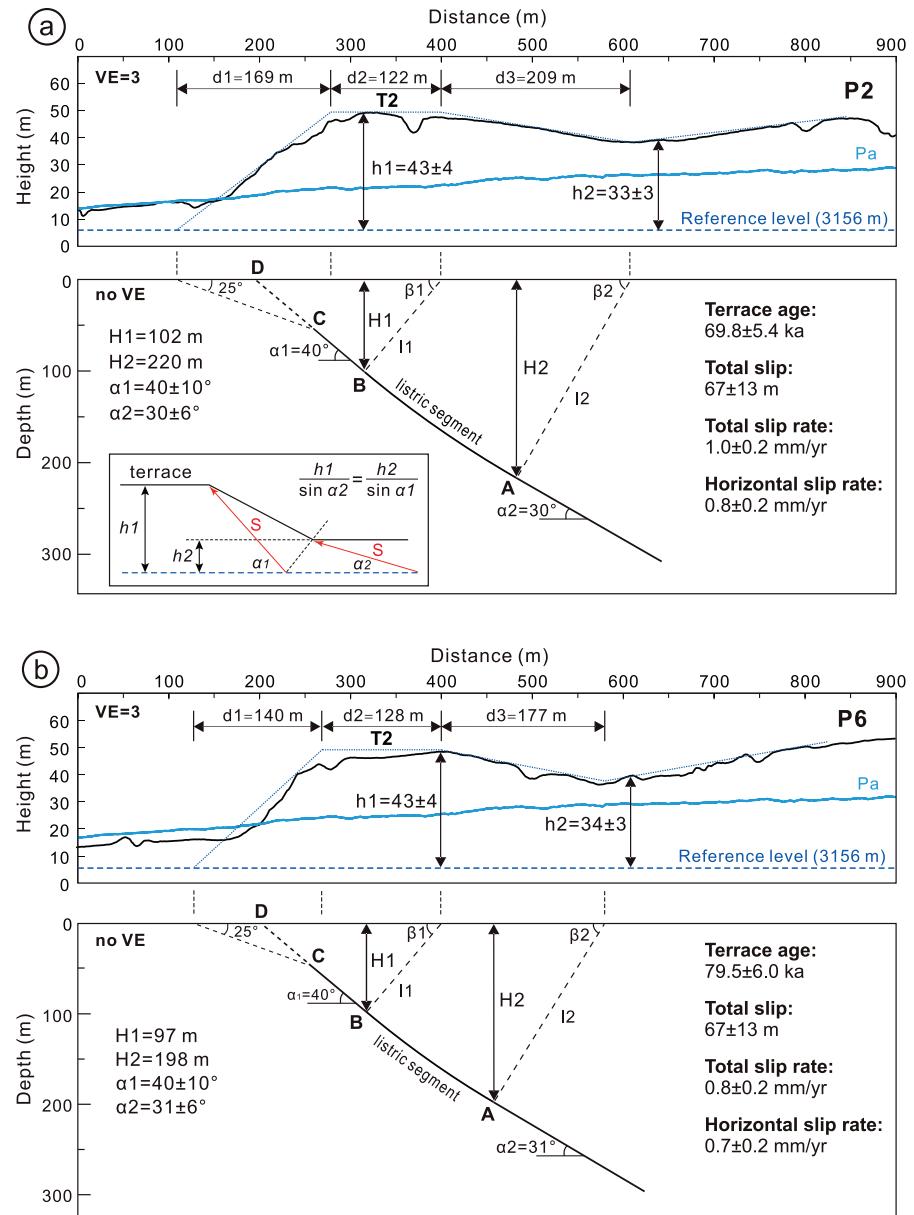 a
Distance (m)
0 100 200 300 400 500 600 700 800 900
VE=3
d1=169 m d2=122 m d3=209 m
T2
P2
Height (m)
60
50
40
30
20
10
0
h1=43±4
h2=33±3
Pa
Reference level (3156 m)
D
0
100
200
300
Depth (m)
no VE
25°
β1
β2
C
H1
I1
α1=40°
B
H2
I2
listric segment
A
α2=30°
H1=102 m
H2=220 m
α1=40±10°
α2=30±6°
Terrace age:
69.8±5.4 ka
Total slip:
67±13 m
Total slip rate:
1.0±0.2 mm/yr
Horizontal slip rate:
0.8±0.2 mm/yr
terrace
h1 / sin α2 = h2 / sin α1
h1
h2
S
S
α1
α2
b
Distance (m)
0 100 200 300 400 500 600 700 800 900
VE=3
d1=140 m d2=128 m d3=177 m
T2
P6
Height (m)
60
50
40
30
20
10
0
h1=43±4
h2=34±3
Pa
Reference level (3156 m)
D
0
100
200
300
Depth (m)
no VE
25°
β1
β2
C
H1
I1
α1=40°
B
H2
I2
listric segment
A
α2=31°
H1=97 m
H2=198 m
α1=40±10°
α2=31±6°
Terrace age:
79.5±6.0 ka
Total slip:
67±13 m
Total slip rate:
0.8±0.2 mm/yr
Horizontal slip rate:
0.7±0.2 mm/yr